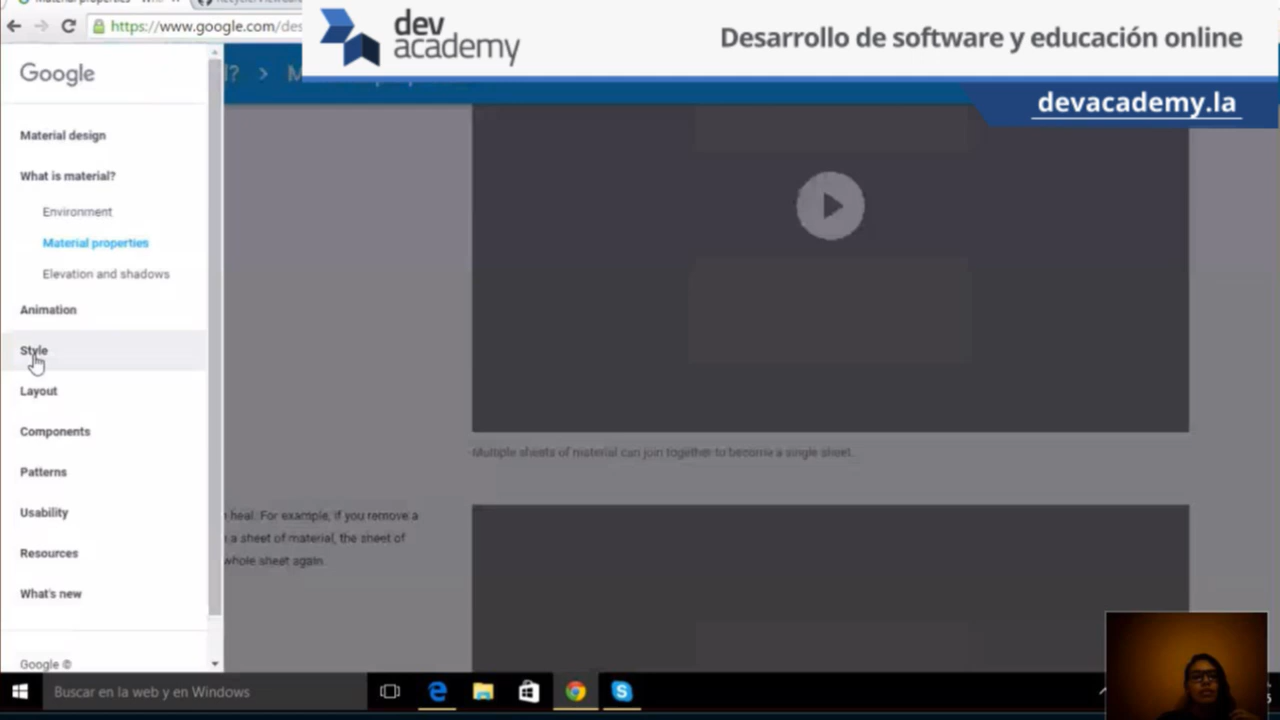 https://www.google.com/des
dev
academy
Desarrollo de software y educación online
devacademy.la
Google
Material design
What is material?
Environment
Material properties
Elevation and shadows
Animation
Style
Layout
Components
Patterns
Usability
Resources
What's new
Google ©
Multiple sheets of material can join together to become a single sheet.
heal. For example, if you remove a
a sheet of material, the sheet of
whole sheet again.
Buscar en la web y en Windows